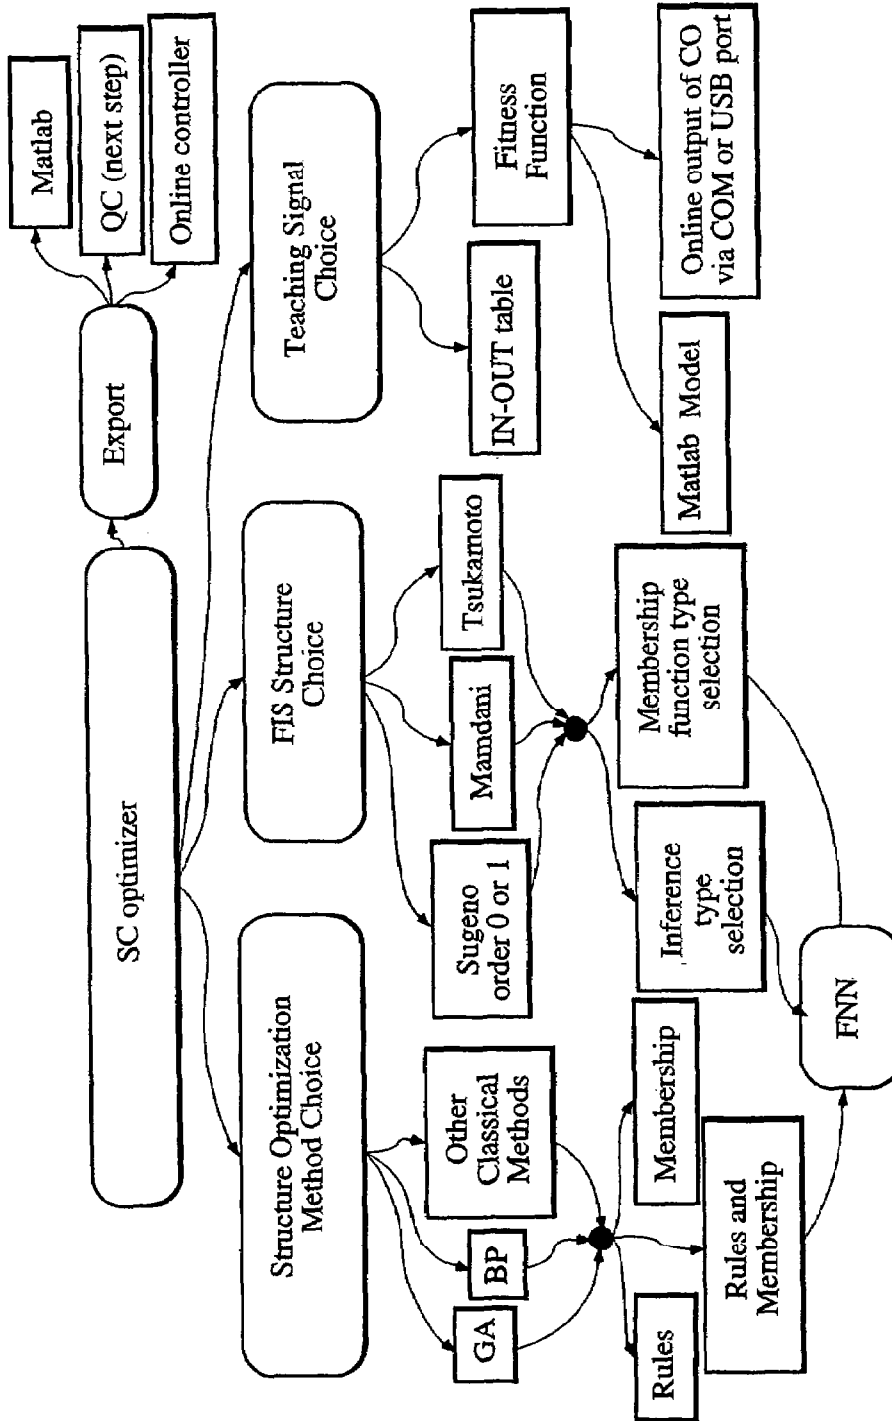 SC optimizer
Export
Matlab
QC (next step)
Online controller
Structure Optimization
Method Choice
FIS Structure
Choice
Teaching Signal
Choice
GA
BP
Other
Classical
Methods
Sugeno
order 0 or 1
Mamdani
Tsukamoto
IN-OUT table
Fitness
Function
Rules
Rules and
Membership
Membership
Inference
type
selection
Membership
function type
selection
Matlab Model
Online output of CO
via COM or USB port
FNN